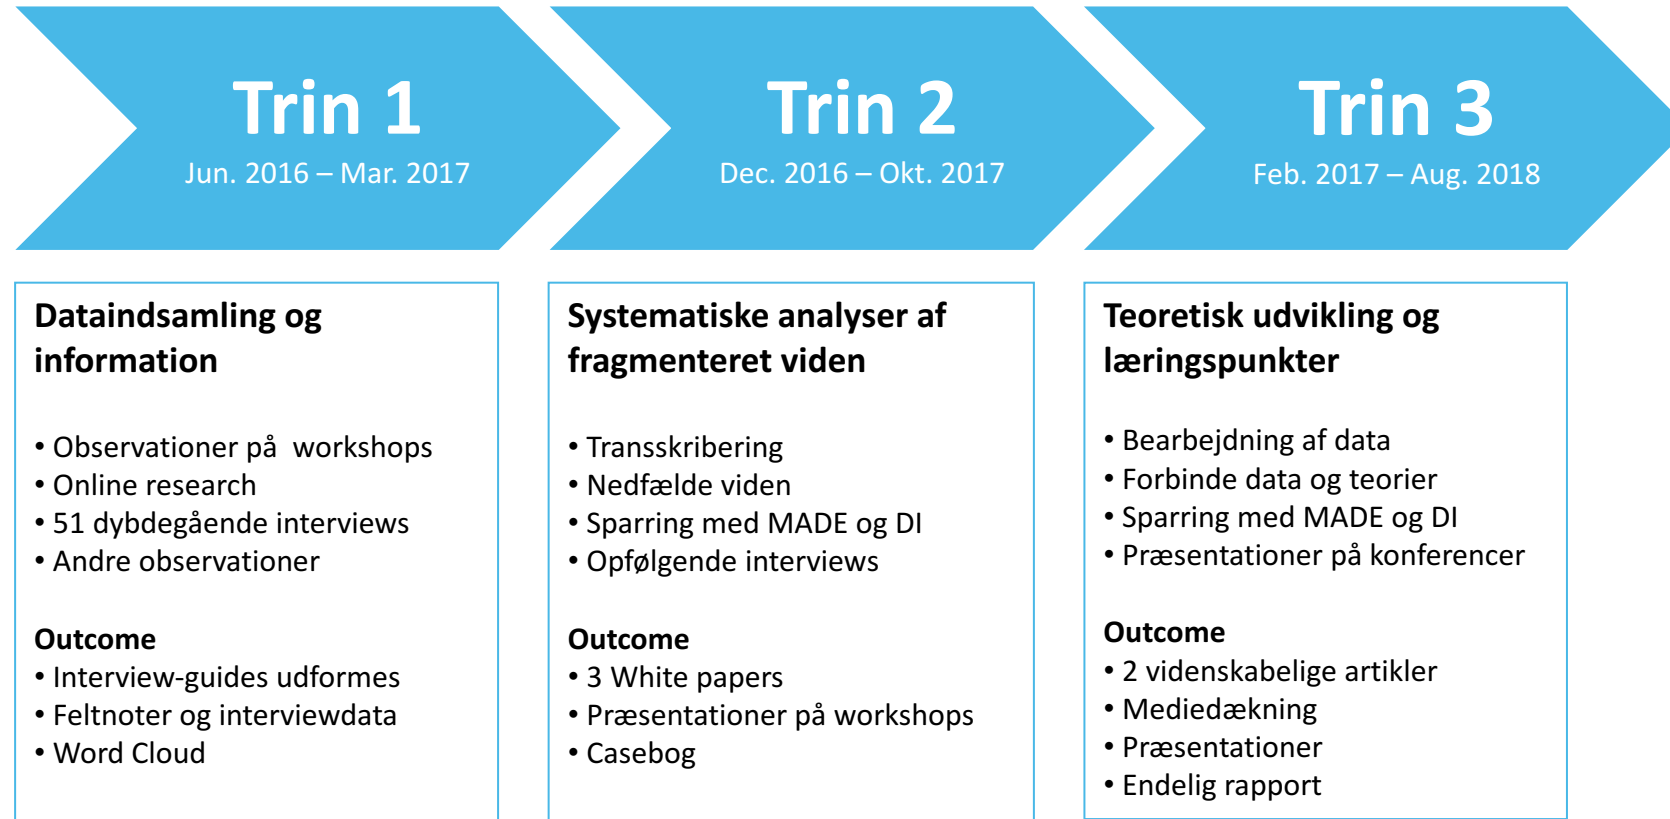 Trin 1
Jun. 2016 – Mar. 2017
Trin 2
Dec. 2016 – Okt. 2017
Trin 3
Feb. 2017 – Aug. 2018
Dataindsamling og
information
• Observationer på workshops
• Online research
• 51 dybdegående interviews
• Andre observationer
Outcome
• Interview-guides udformes
• Feltnoter og interviewdata
• Word Cloud
Systematiske analyser af
fragmenteret viden
• Transskribering
• Nedfælde viden
• Sparring med MADE og DI
• Opfølgende interviews
Outcome
• 3 White papers
• Præsentationer på workshops
• Casebog
Teoretisk udvikling og
læringspunkter
• Bearbejdning af data
• Forbinde data og teorier
• Sparring med MADE og DI
• Præsentationer på konferencer
Outcome
• 2 videnskabelige artikler
• Mediedækning
• Præsentationer
• Endelig rapport